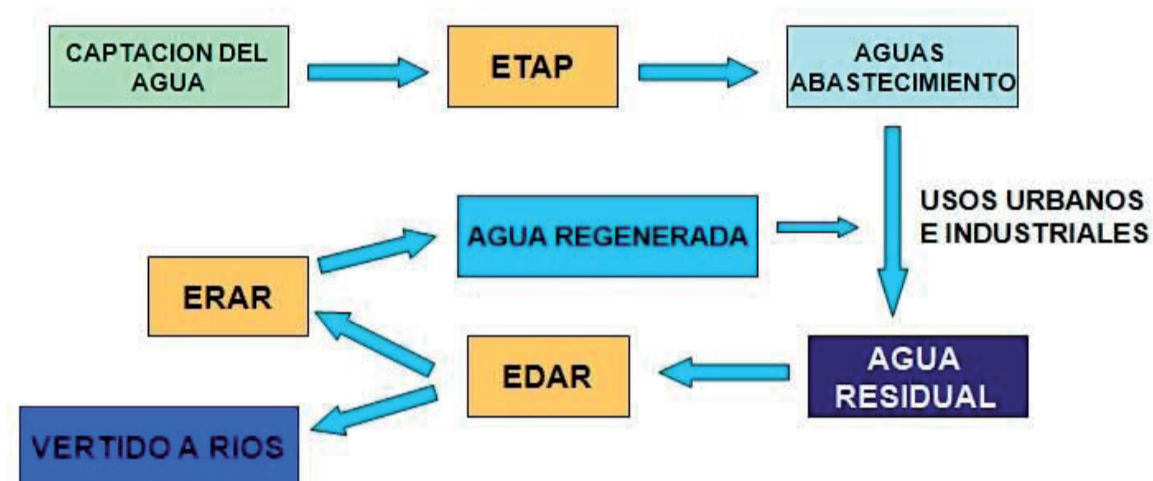 CAPTACION DEL
AGUA
ETAP
AGUAS
ABASTECIMIENTO
USOS URBANOS
E INDUSTRIALES
AGUA REGENERADA
ERAR
EDAR
AGUA
RESIDUAL
VERTIDO A RIOS